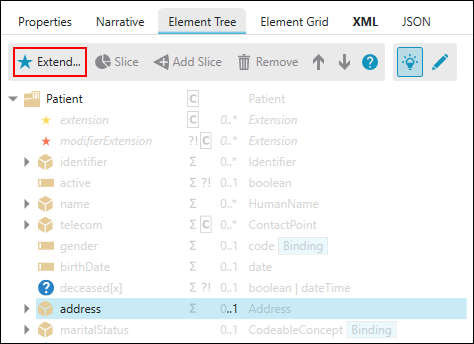 Properties Narrative Element Tree Element Grid XML JSON
Extend... Slice Add Slice Remove ?
Patient C Patient
extension C 0..* Extension
modifierExtension ?! C 0..* Extension
identifier Σ 0..* Identifier
active Σ ?! 0..1 boolean
name Σ 0..* HumanName
telecom Σ C 0..* ContactPoint
gender Σ 0..1 code Binding
birthDate Σ 0..1 date
? deceased[x] Σ ?! 0..1 boolean | dateTime
address Σ 0..1 Address
maritalStatus 0..1 CodeableConcept Binding